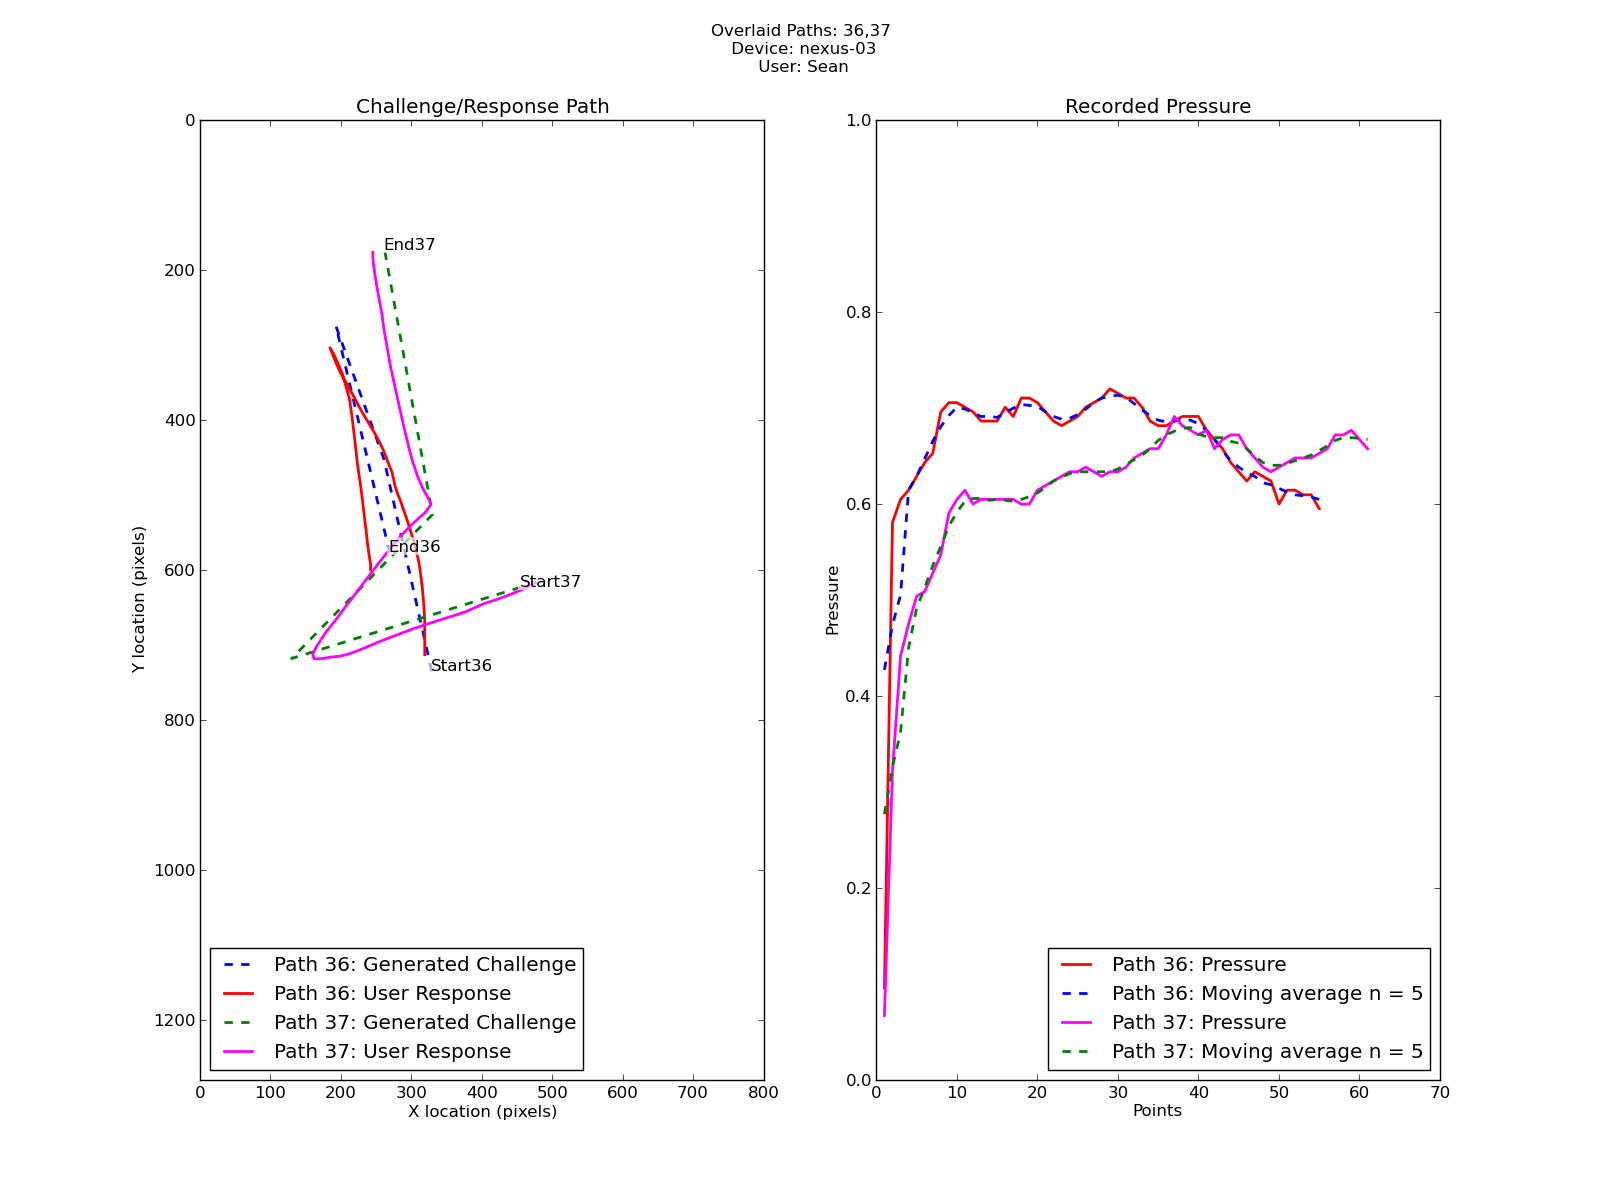 Overlaid Paths: 36,37
Device: nexus-03
User: Sean
Challenge/Response Path
Recorded Pressure
0
200
400
600
800
1000
1200
Y location (pixels)
End37
End36
Start37
Start36
Path 36: Generated Challenge
Path 36: User Response
Path 37: Generated Challenge
Path 37: User Response
0 100 200 300 400 500 600 700 800
X location (pixels)
1.0
0.8
0.6
0.4
0.2
0.0
Pressure
Path 36: Pressure
Path 36: Moving average n = 5
Path 37: Pressure
Path 37: Moving average n = 5
0 10 20 30 40 50 60 70
Points